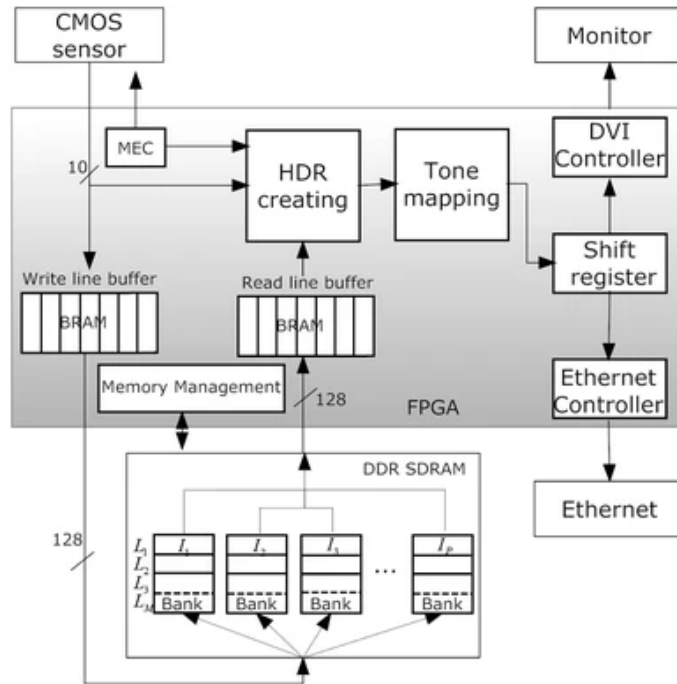 CMOS
sensor
Monitor
MEC
10
HDR
creating
Tone
mapping
DVI
Controller
Shift
register
Write line buffer
Read line buffer
BRAM
BRAM
Memory Management
128
FPGA
Ethernet
Controller
DDR SDRAM
Ethernet
128
L₁
I₁
I₂
I₃
I_P
L₂
L₃
...
L_M
Bank
Bank
Bank
Bank